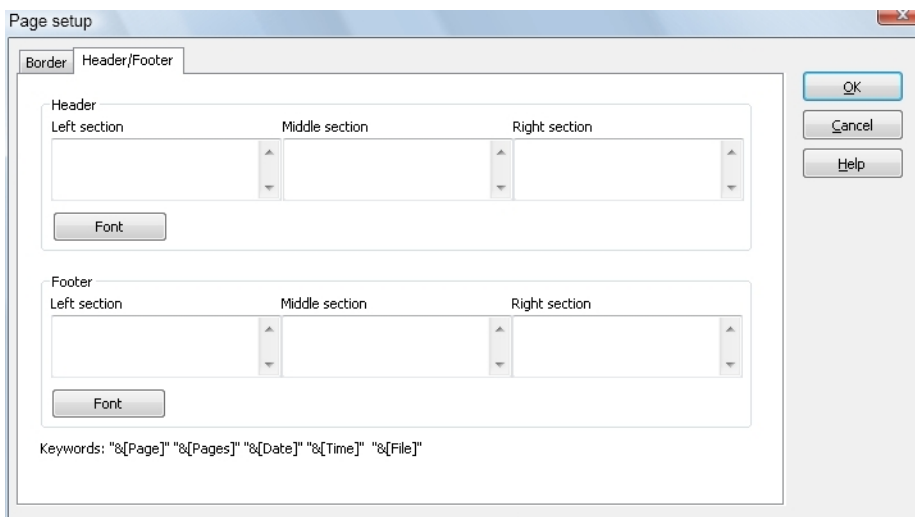 Page setup
Border Header/Footer
OK
Cancel
Help
Header
Left section Middle section Right section
Font
Footer
Left section Middle section Right section
Font
Keywords: "&[Page]" "&[Pages]" "&[Date]" "&[Time]" "&[File]"